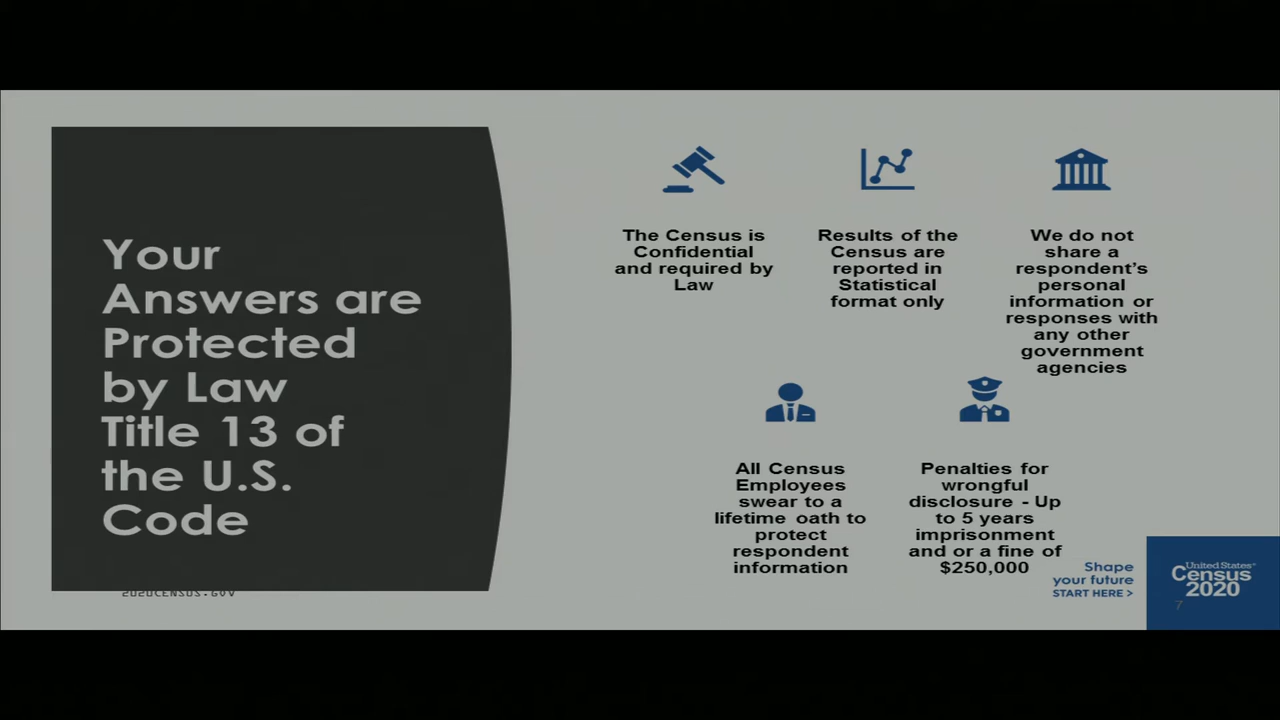 Your
Answers are
Protected
by Law
Title 13 of
the U.S.
Code
The Census is
Confidential
and required by
Law
Results of the
Census are
reported in
Statistical
format only
We do not
share a
respondent's
personal
information or
responses with
any other
government
agencies
All Census
Employees
swear to a
lifetime oath to
protect
respondent
information
Penalties for
wrongful
disclosure - Up
to 5 years
imprisonment
and or a fine of
$250,000
2020CENSUS.GOV
Shape
your future
START HERE >
United States
Census
2020
7